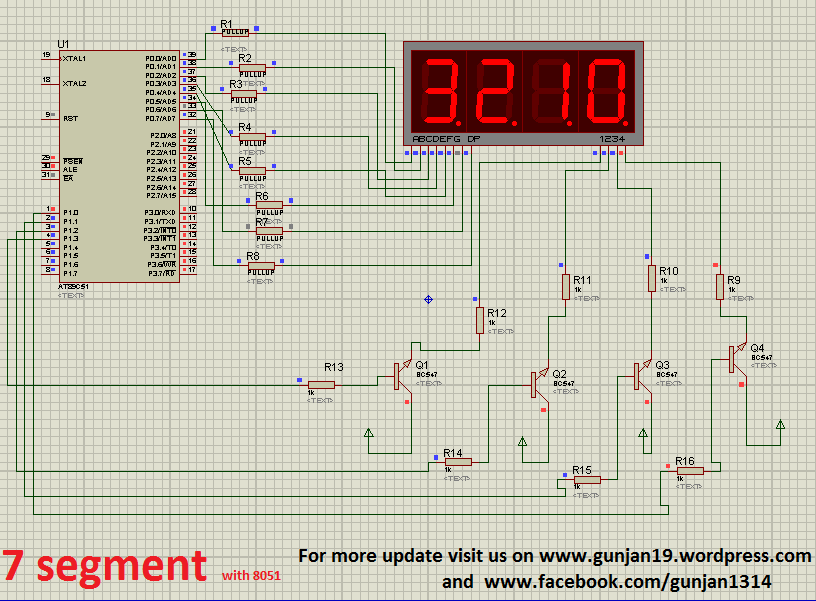 U1
19 XTAL1
18 XTAL2
9 RST
29 PSEN
30 ALE
31 EA
1 P1.0
2 P1.1
3 P1.2
4 P1.3
5 P1.4
6 P1.5
7 P1.6
8 P1.7
P0.0/AD0 39
P0.1/AD1 38
P0.2/AD2 37
P0.3/AD3 36
P0.4/AD4 35
P0.5/AD5 34
P0.6/AD6 33
P0.7/AD7 32
P2.0/A8 21
P2.1/A9 22
P2.2/A10 23
P2.3/A11 24
P2.4/A12 25
P2.5/A13 26
P2.6/A14 27
P2.7/A15 28
P3.0/RXD 10
P3.1/TXD 11
P3.2/INT0 12
P3.3/INT1 13
P3.4/T0 14
P3.5/T1 15
P3.6/WR 16
P3.7/RD 17
AT89C51
<TEXT>
R1
PULLUP
<TEXT>
R2
PULLUP
<TEXT>
R3
PULLUP
<TEXT>
R4
PULLUP
<TEXT>
R5
PULLUP
<TEXT>
R6
PULLUP
<TEXT>
R7
PULLUP
<TEXT>
R8
PULLUP
<TEXT>
32.10
ABCDEFG DP
1234
R11
1k
<TEXT>
R10
1k
<TEXT>
R9
1k
<TEXT>
R12
1k
<TEXT>
R13
1k
<TEXT>
Q1
BC547
<TEXT>
Q2
BC547
<TEXT>
Q3
BC547
<TEXT>
Q4
BC547
<TEXT>
R14
1k
<TEXT>
R15
1k
<TEXT>
R16
1k
<TEXT>
7 segment with 8051
For more update visit us on www.gunjan19.wordpress.com
and www.facebook.com/gunjan1314